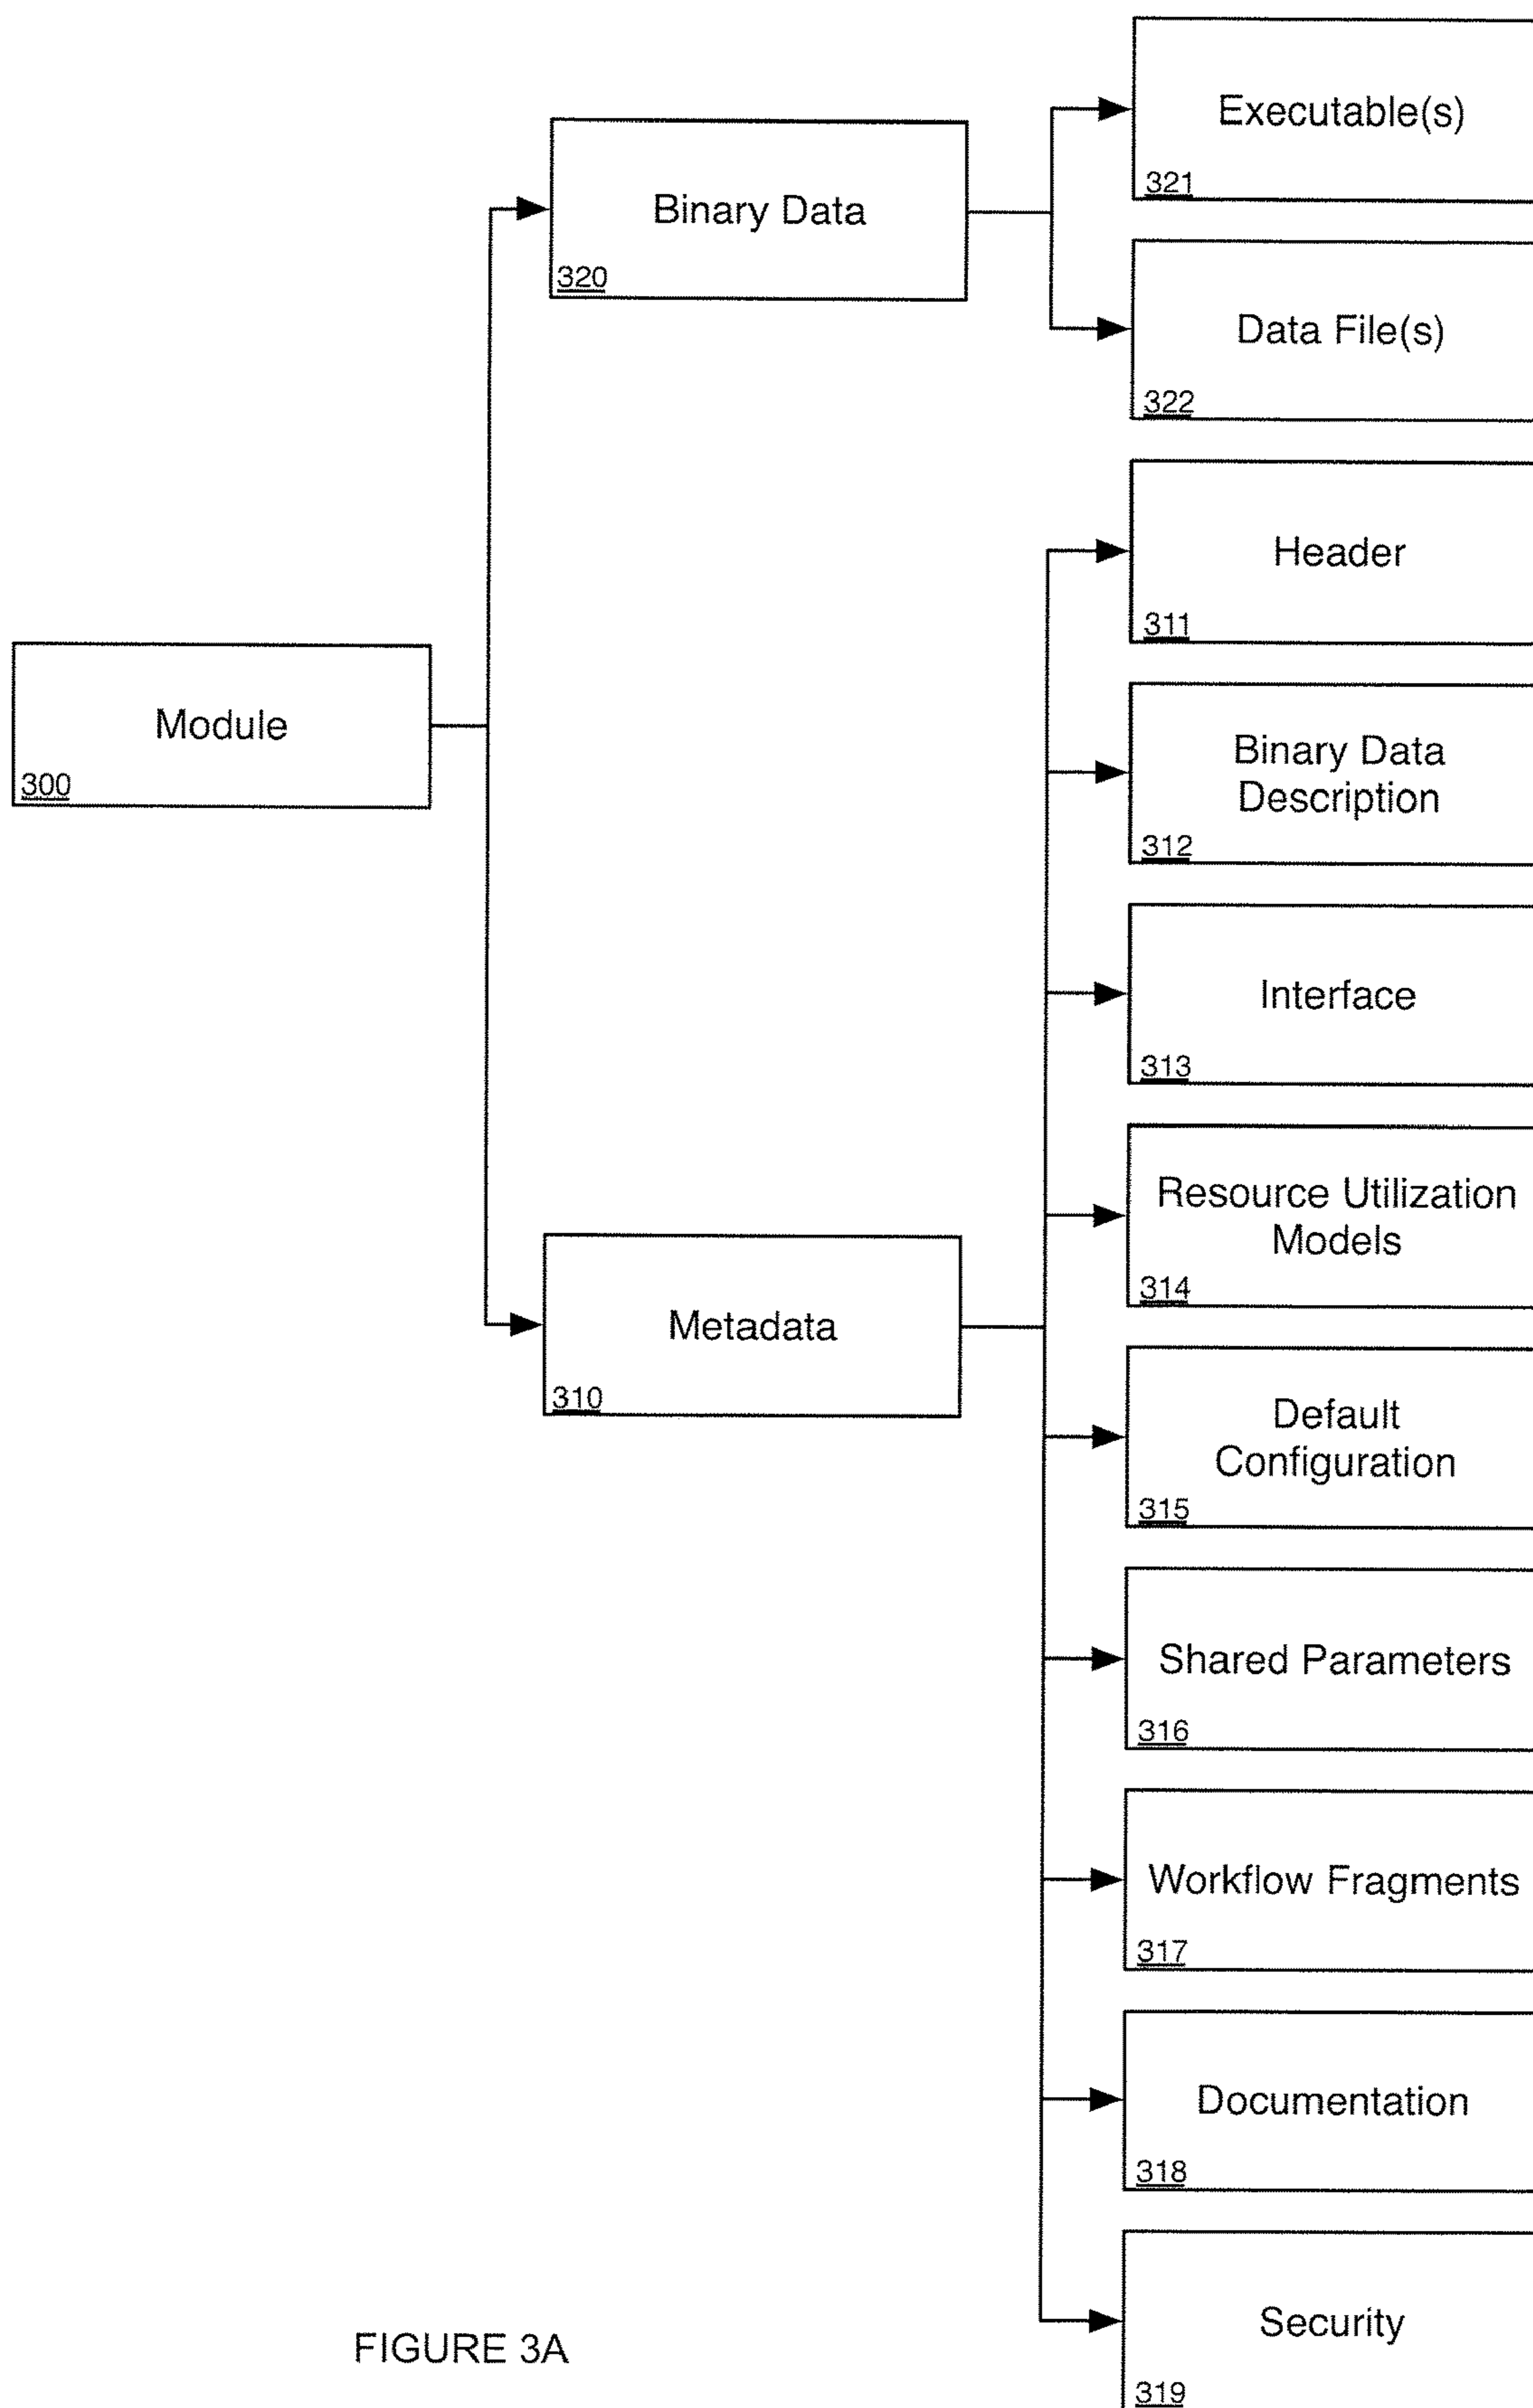 Executable(s)
321
Binary Data
320
Data File(s)
322
Header
311
Module
300
Binary Data
Description
312
Interface
313
Resource Utilization
Models
314
Metadata
310
Default
Configuration
315
Shared Parameters
316
Workflow Fragments
317
Documentation
318
Security
319
FIGURE 3A